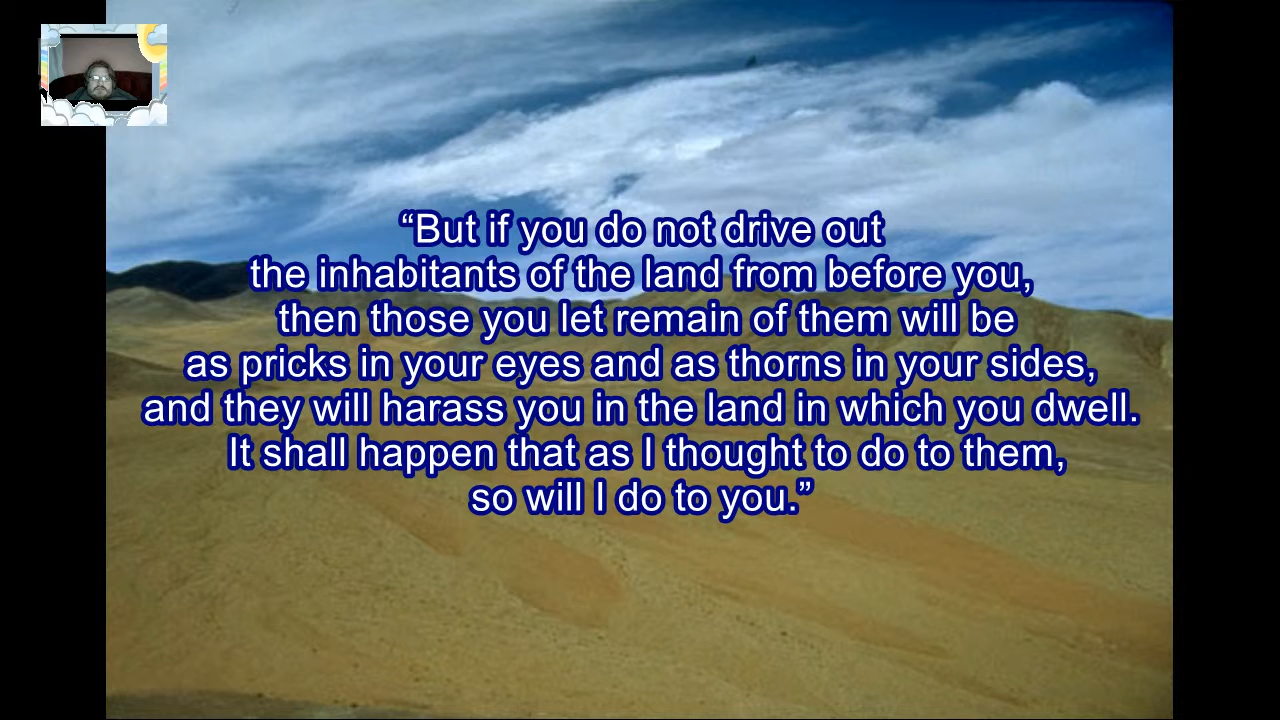 “But if you do not drive out
the inhabitants of the land from before you,
then those you let remain of them will be
as pricks in your eyes and as thorns in your sides,
and they will harass you in the land in which you dwell.
It shall happen that as I thought to do to them,
so will I do to you.”